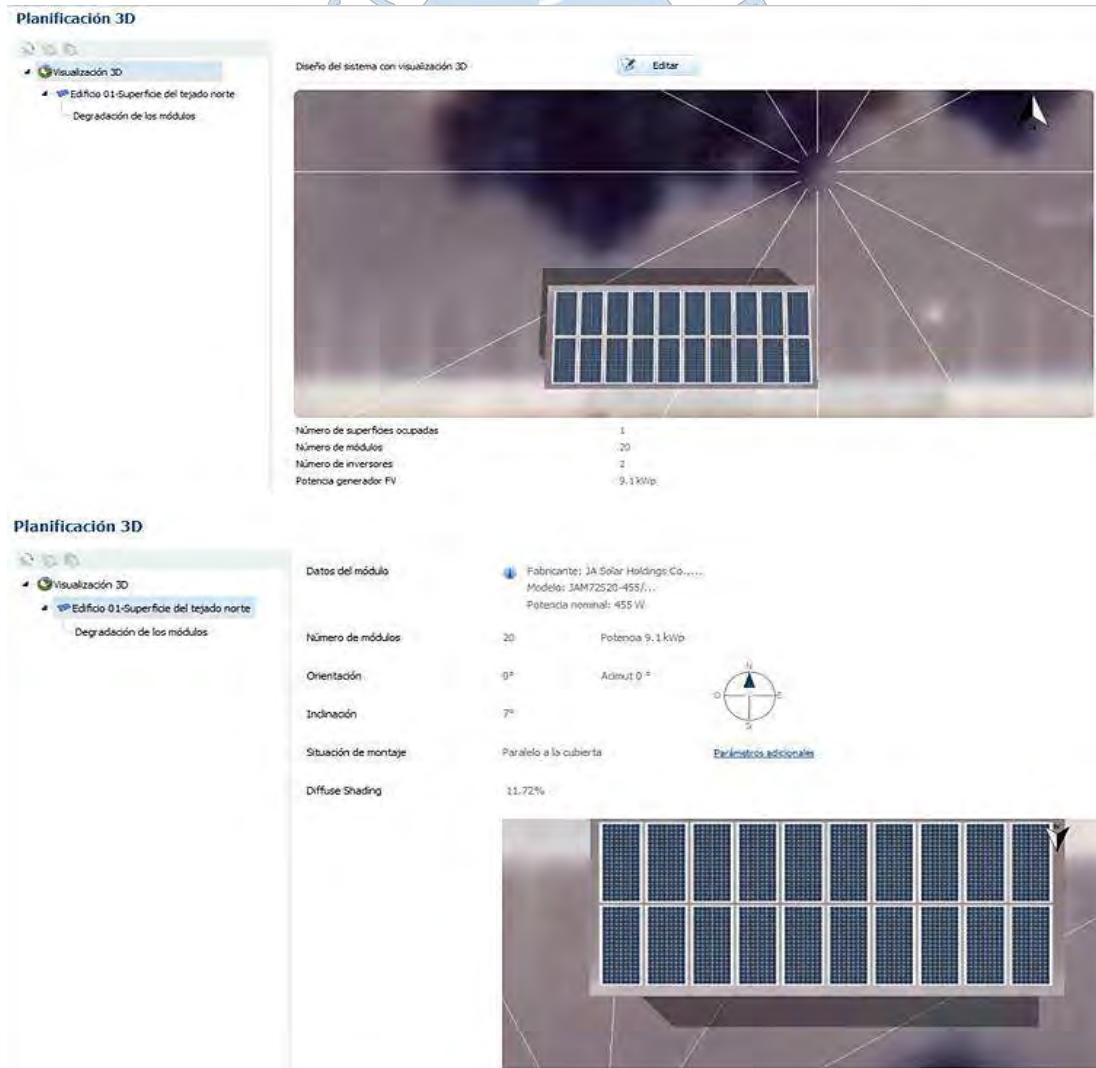 Planificación 3D
Visualización 3D
Edificio 01-Superficie del tejado norte
Degradación de los módulos
Diseño del sistema con visualización 3D
Editar
Número de superficies ocupadas 1
Número de módulos 20
Número de inversores 2
Potencia generador FV 9.1 kWp
Planificación 3D
Visualización 3D
Edificio 01-Superficie del tejado norte
Degradación de los módulos
Datos del módulo
Fabricante: JA Solar Holdings Co.,...
Modelo: JAM72S20-455/...
Potencia nominal: 455 W
Número de módulos 20 Potencia 9.1 kWp
Orientación 0° Acimut 0 °
N
O E
S
Inclinación 7°
Situación de montaje Paralelo a la cubierta Parámetros adicionales
Diffuse Shading 11.72%